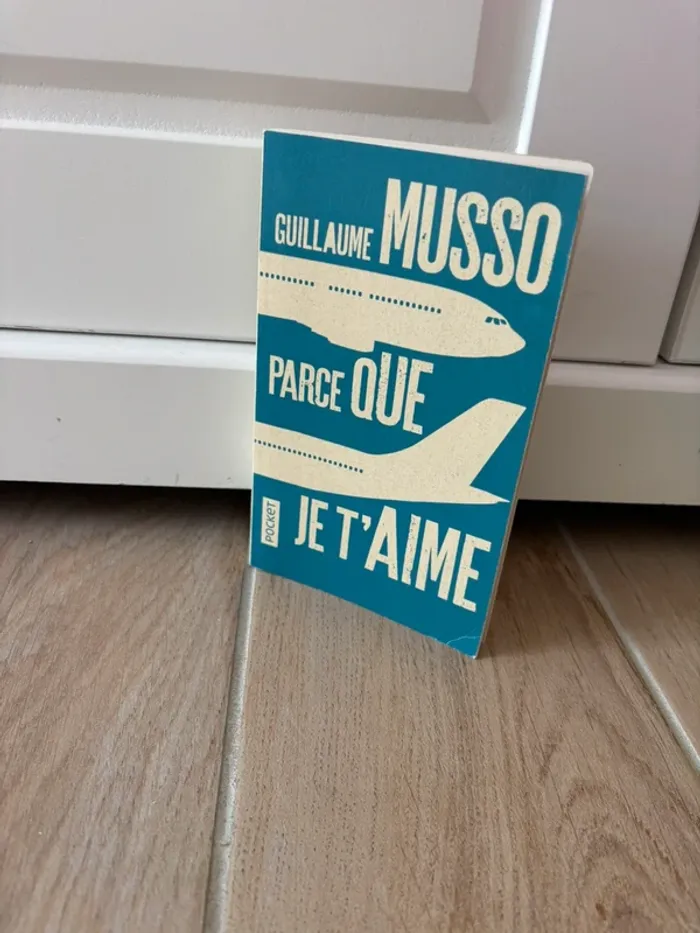 GUILLAUME MUSSO
PARCE QUE
JE T'AIME
POCKET